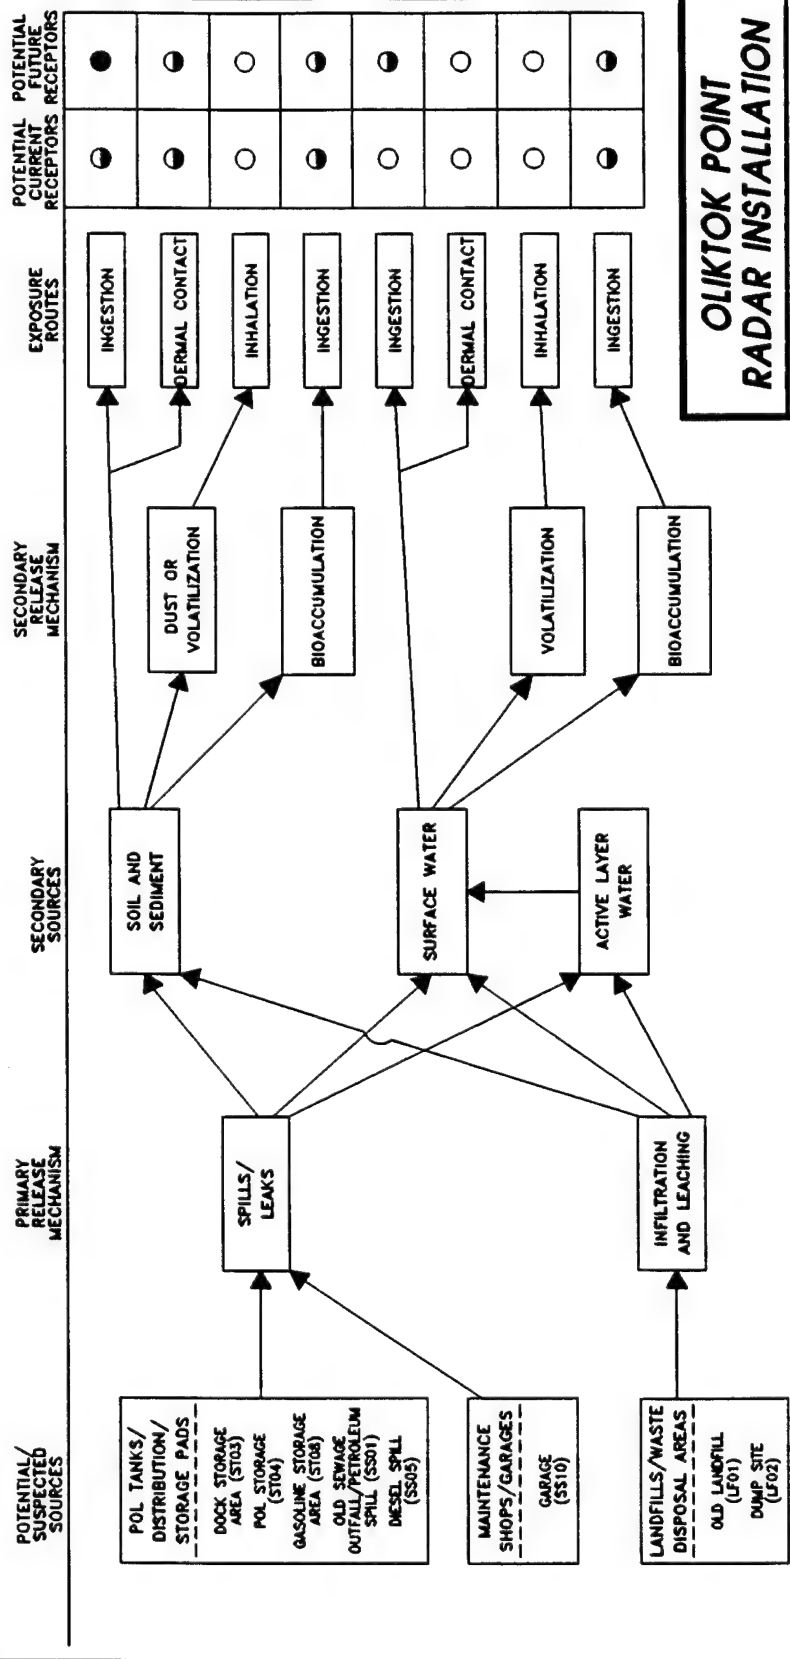 POTENTIAL/
SUSPECTED
SOURCES
PRIMARY
RELEASE
MECHANISM
SECONDARY
SOURCES
SECONDARY
RELEASE
MECHANISM
EXPOSURE
ROUTES
POTENTIAL
CURRENT
RECEPTORS
POTENTIAL
FUTURE
RECEPTORS
POL TANKS/
DISTRIBUTION/
STORAGE PADS
DOCK STORAGE
AREA (ST03)
POL STORAGE
(ST04)
GASOLINE STORAGE
AREA (ST08)
OLD SEWAGE
OUTFALL/PETROLEUM
SPILL (SS01)
DIESEL SPILL
(SS05)
MAINTENANCE
SHOPS/GARAGES
GARAGE
(SS10)
LANDFILLS/WASTE
DISPOSAL AREAS
OLD LANDFILL
(LF01)
DUMP SITE
(LF02)
SPILLS/
LEAKS
INFILTRATION
AND LEACHING
SOIL AND
SEDIMENT
SURFACE WATER
ACTIVE LAYER
WATER
DUST OR
VOLATILIZATION
BIOACCUMULATION
VOLATILIZATION
BIOACCUMULATION
INGESTION
DERMAL CONTACT
INHALATION
INGESTION
INGESTION
DERMAL CONTACT
INHALATION
INGESTION
OLIKTOK POINT
RADAR INSTALLATION